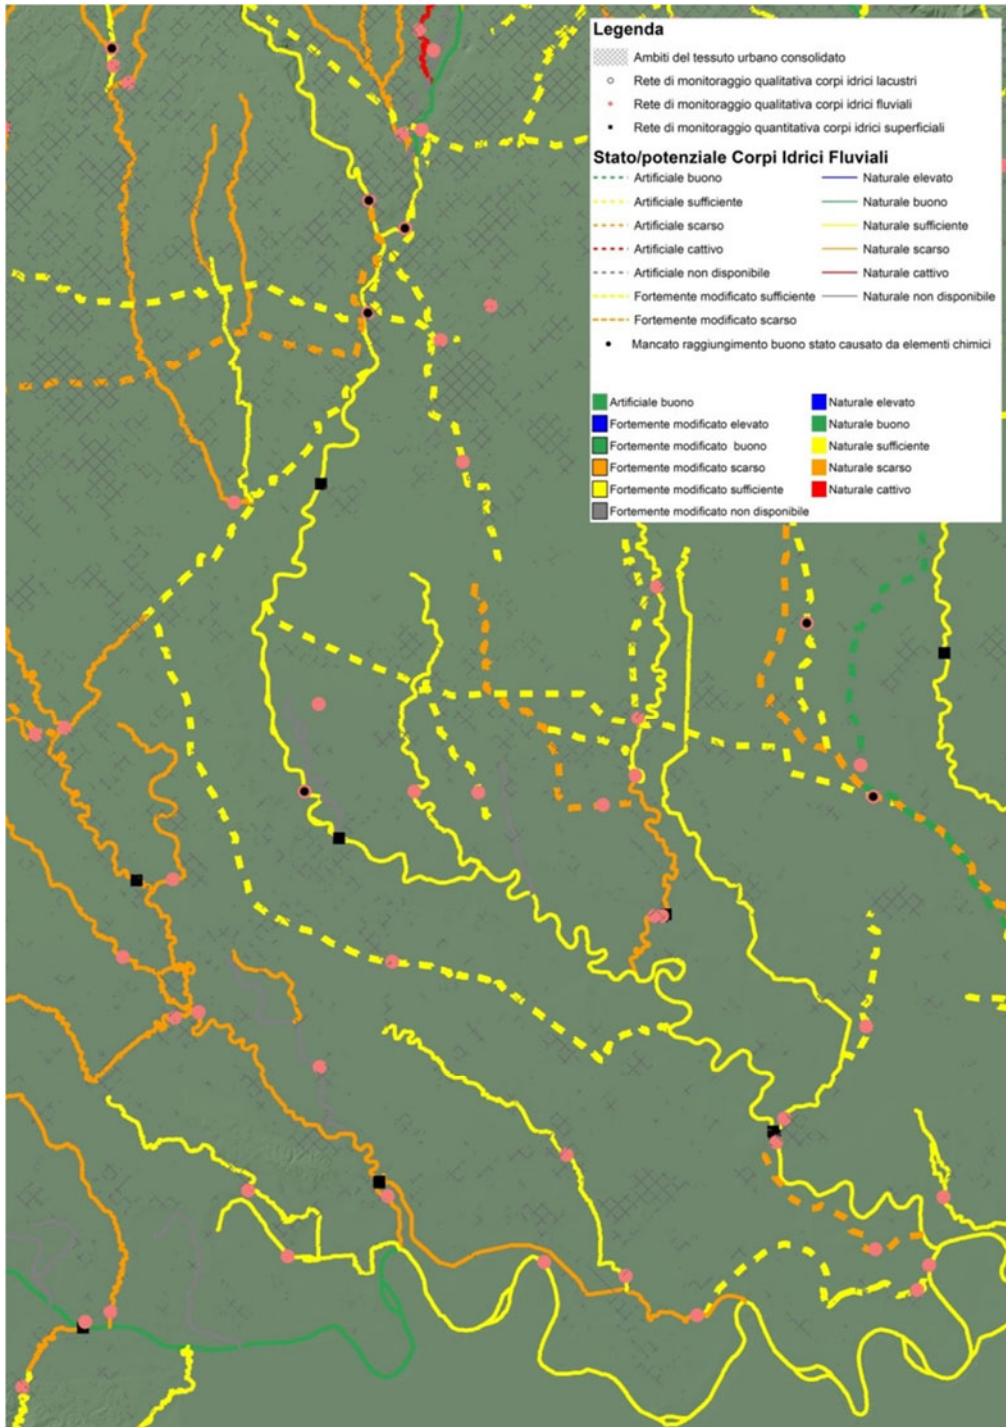 Legenda
Ambiti del tessuto urbano consolidato
Rete di monitoraggio qualitativa corpi idrici lacustri
Rete di monitoraggio qualitativa corpi idrici fluviali
Rete di monitoraggio quantitativa corpi idrici superficiali
Stato/potenziale Corpi Idrici Fluviali
Artificiale buono
Naturale elevato
Artificiale sufficiente
Naturale buono
Artificiale scarso
Naturale sufficiente
Artificiale cattivo
Naturale scarso
Artificiale non disponibile
Naturale cattivo
Fortemente modificato sufficiente
Naturale non disponibile
Fortemente modificato scarso
Mancato raggiungimento buono stato causato da elementi chimici
Artificiale buono
Naturale elevato
Fortemente modificato elevato
Naturale buono
Fortemente modificato buono
Naturale sufficiente
Fortemente modificato scarso
Naturale scarso
Fortemente modificato sufficiente
Naturale cattivo
Fortemente modificato non disponibile